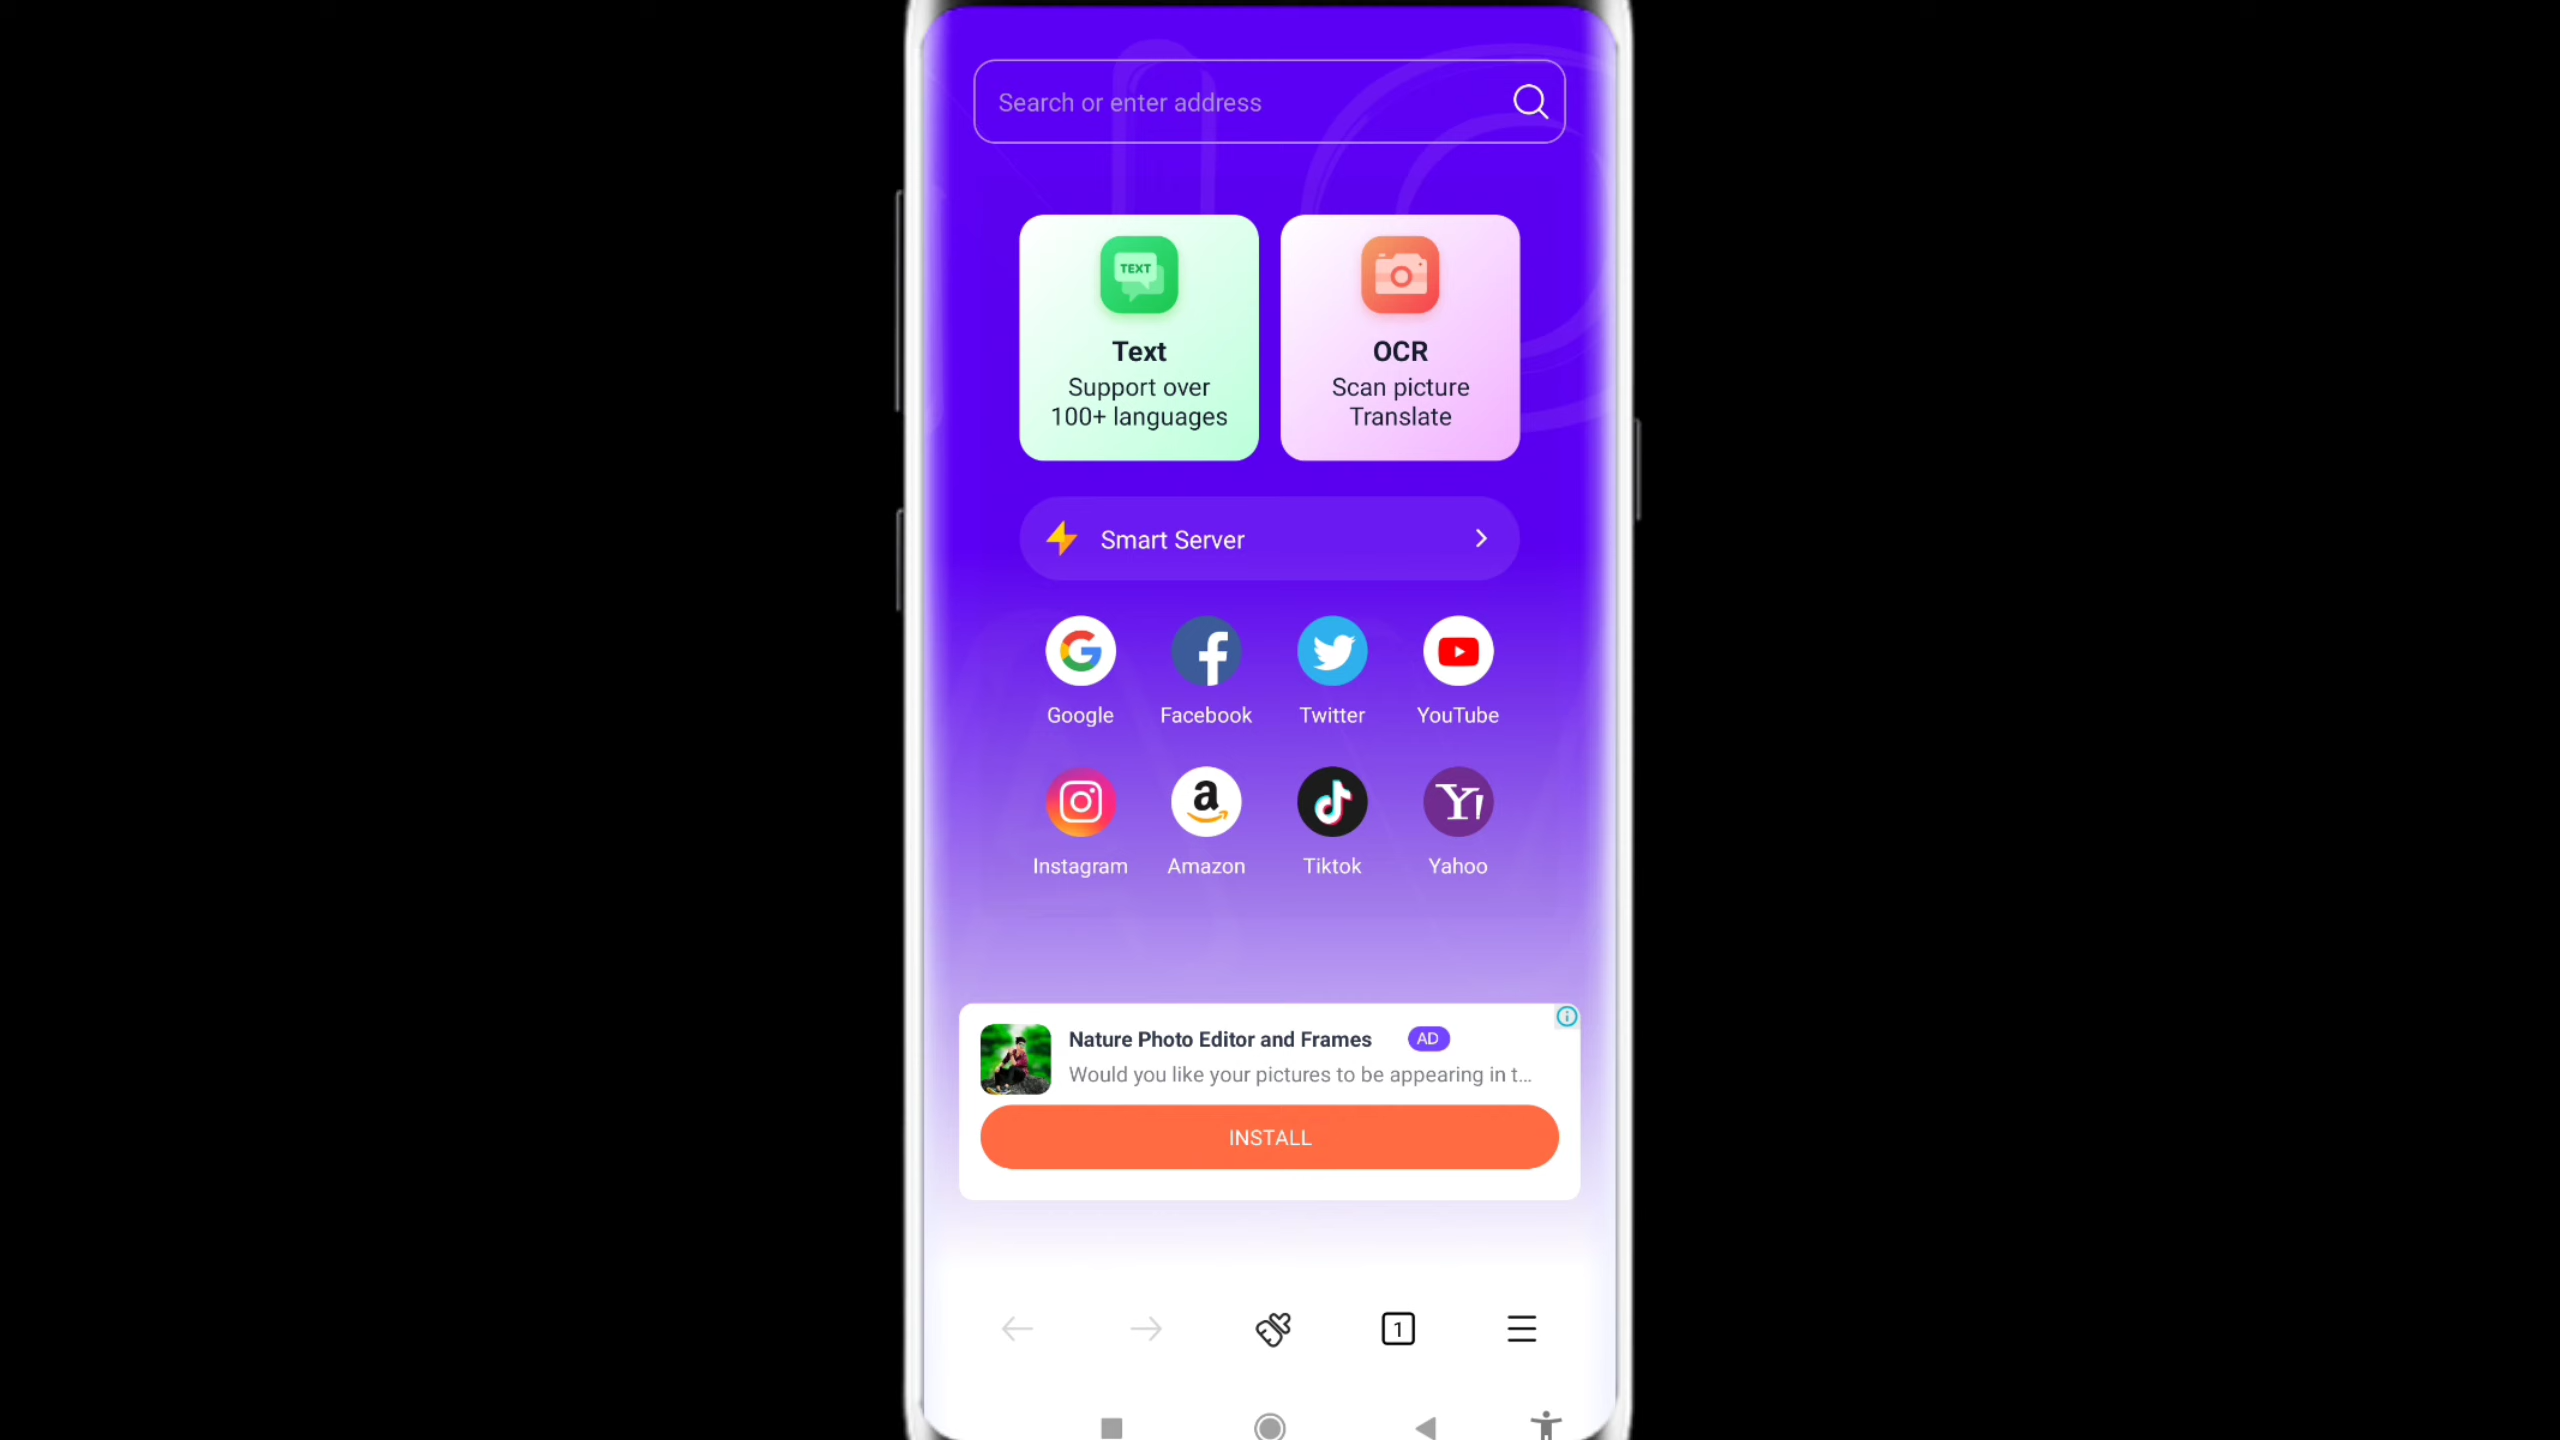 Search or enter address
TEXT
Text
Support over
100+ languages
OCR
Scan picture
Translate
Smart Server
Google
Facebook
Twitter
YouTube
Instagram
Amazon
Tiktok
Yahoo
Nature Photo Editor and Frames
AD
Would you like your pictures to be appearing in t...
INSTALL
1